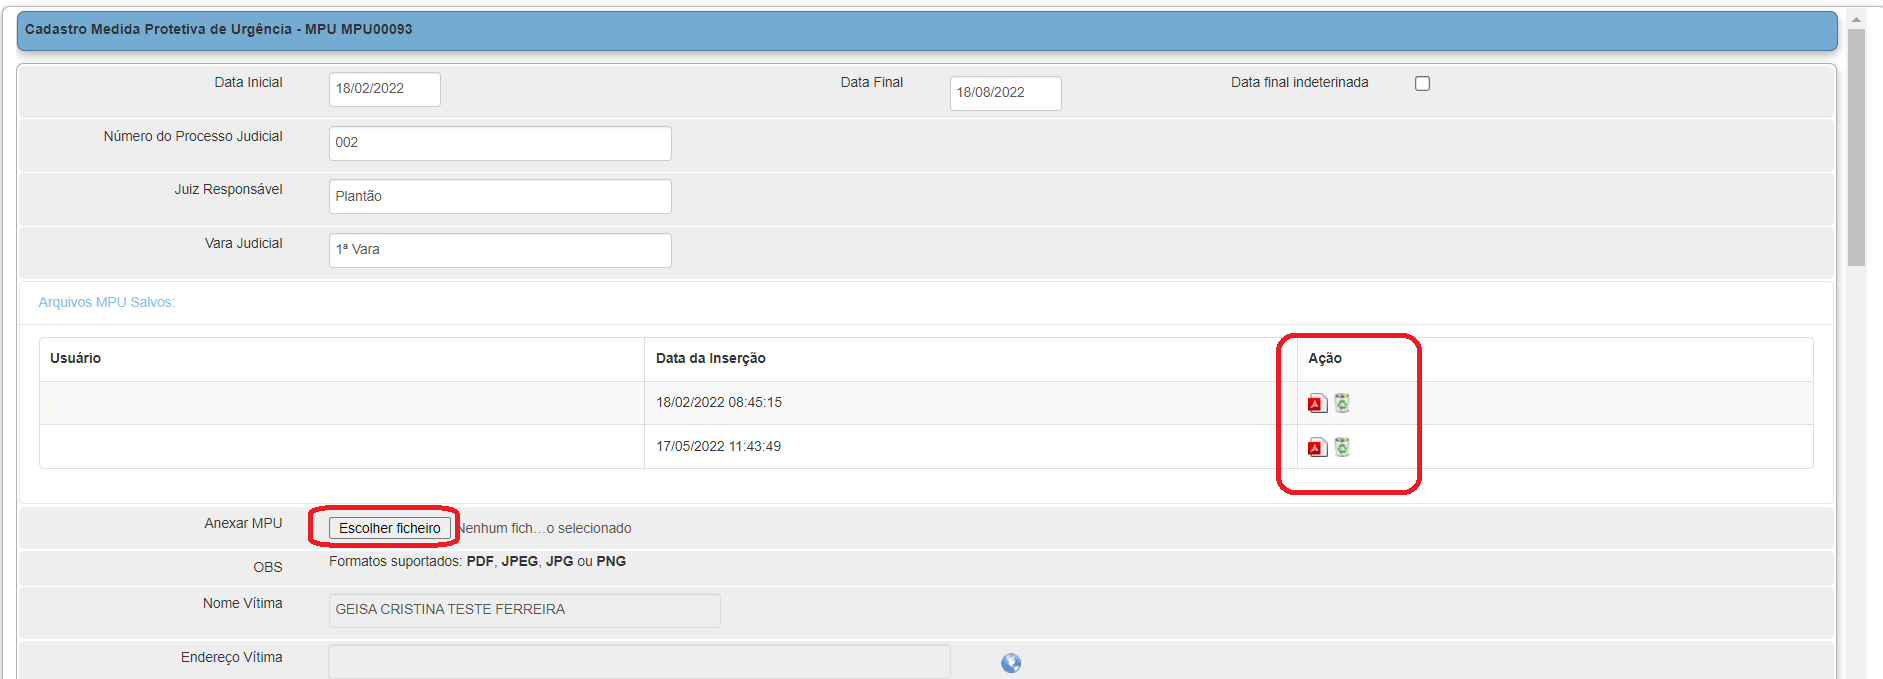 Cadastro Medida Protetiva de Urgência - MPU MPU00093
Data Inicial 18/02/2022 Data Final 18/08/2022 Data final indeterinada
Número do Processo Judicial 002
Juiz Responsável Plantão
Vara Judicial 1ª Vara
Arquivos MPU Salvos:
Usuário Data da Inserção Ação
18/02/2022 08:45:15
17/05/2022 11:43:49
Anexar MPU Escolher ficheiro Nenhum fich...o selecionado
OBS Formatos suportados: PDF, JPEG, JPG ou PNG
Nome Vítima GEISA CRISTINA TESTE FERREIRA
Endereço Vítima